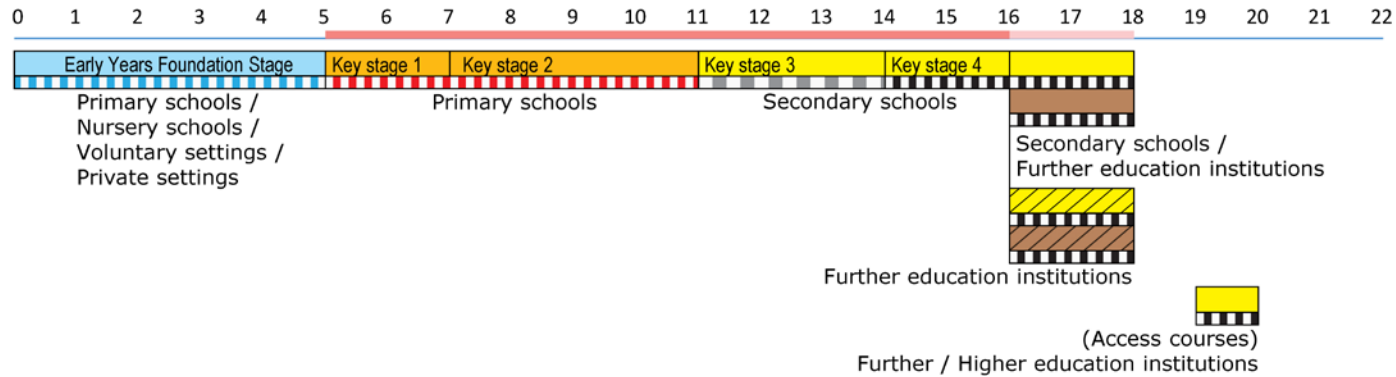 0 1 2 3 4 5 6 7 8 9 10 11 12 13 14 15 16 17 18 19 20 21 22
Early Years Foundation Stage Key stage 1 Key stage 2 Key stage 3 Key stage 4
Primary schools /
Nursery schools /
Voluntary settings /
Private settings
Primary schools
Secondary schools
Secondary schools /
Further education institutions
Further education institutions
(Access courses)
Further / Higher education institutions